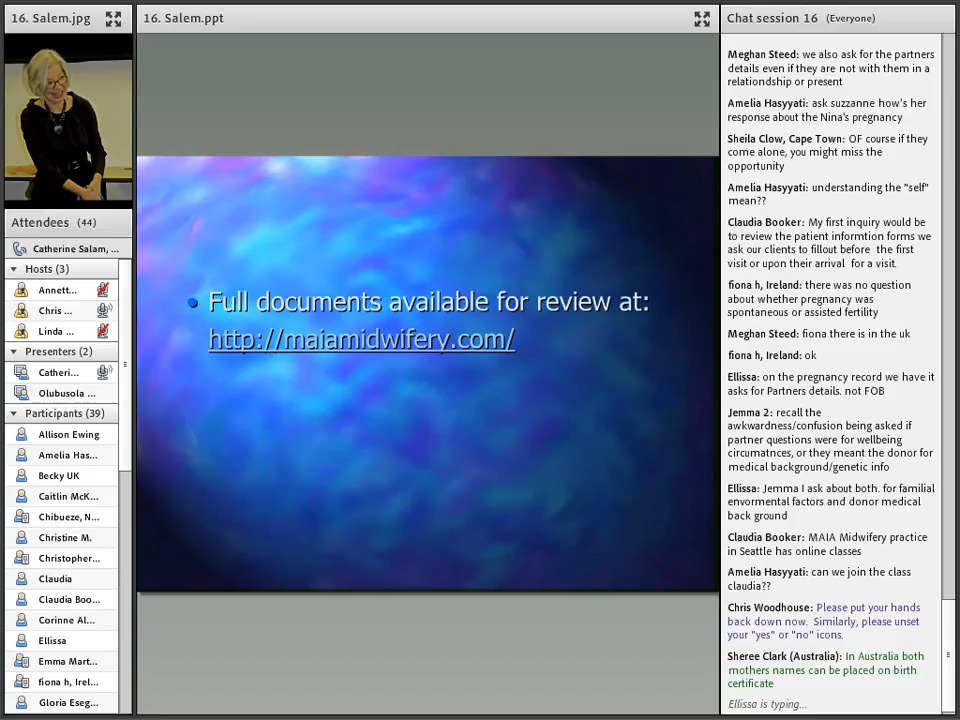 16. Salem.jpg
Attendees (44)
Catherine Salam, ...
Hosts (3)
Annett...
Chris ...
Linda ...
Presenters (2)
Catheri...
Olubusola ...
Participants (39)
Allison Ewing
Amelia Has...
Becky UK
Caitlin McK...
Chibueze, N...
Christine M.
Christopher...
Claudia
Claudia Boo...
Corinne Al...
Ellissa
Emma Mart...
fiona h, Irel...
Gloria Eseg...
16. Salem.ppt
• Full documents available for review at:
http://maiamidwifery.com/
Chat session 16 (Everyone)
Meghan Steed: we also ask for the partners
details even if they are not with them in a
relationship or present
Amelia Hasyyati: ask suzzanne how's her
response about the Nina's pregnancy
Sheila Clow, Cape Town: OF course if they
come alone, you might miss the
opportunity
Amelia Hasyyati: understanding the "self"
mean??
Claudia Booker: My first inquiry would be
to review the patient informtion forms we
ask our clients to fillout before the first
visit or upon their arrival for a visit.
fiona h, Ireland: there was no question
about whether pregnancy was
spontaneous or assisted fertility
Meghan Steed: fiona there is in the uk
fiona h, Ireland: ok
Ellissa: on the pregnancy record we have it
asks for Partners details. not FOB
Jemma 2: recall the
awkwardness/confusion being asked if
partner questions were for wellbeing
circumatnces, or they meant the donor for
medical background/genetic info
Ellissa: Jemma I ask about both. for familial
envormental factors and donor medical
back ground
Claudia Booker: MAIA Midwifery practice
in Seattle has online classes
Amelia Hasyyati: can we join the class
claudia??
Chris Woodhouse: Please put your hands
back down now. Similarly, please unset
your "yes" or "no" icons.
Sheree Clark (Australia): In Australia both
mothers names can be placed on birth
certificate
Ellissa is typing...